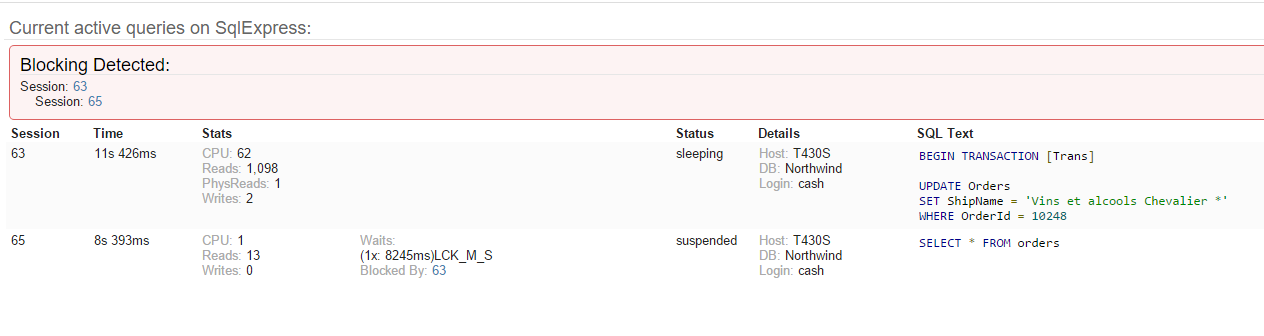 Current active queries on SqlExpress:
Blocking Detected:
Session: 63
Session: 65
Session Time Stats Status Details SQL Text
63 11s 426ms CPU: 62 sleeping Host: T430S BEGIN TRANSACTION [Trans]
Reads: 1,098 DB: Northwind
PhysReads: 1 Login: cash UPDATE Orders
Writes: 2 SET ShipName = 'Vins et alcools Chevalier *'
WHERE OrderId = 10248
65 8s 393ms CPU: 1 Waits: suspended Host: T430S SELECT * FROM orders
Reads: 13 (1x: 8245ms)LCK_M_S DB: Northwind
Writes: 0 Blocked By: 63 Login: cash